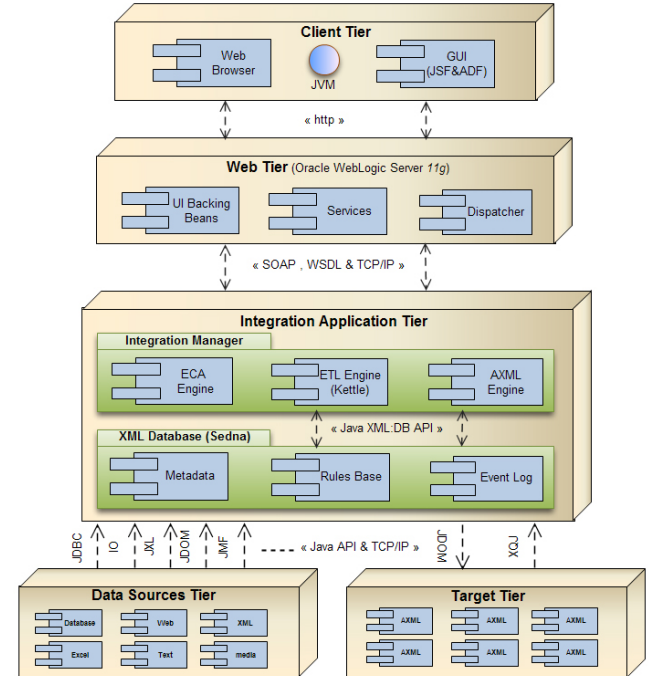 Client Tier
Web
Browser
JVM
GUI
(JSF&ADF)
« http »
Web Tier (Oracle WebLogic Server 11g)
UI Backing
Beans
Services
Dispatcher
« SOAP , WSDL & TCP/IP »
Integration Application Tier
Integration Manager
ECA
Engine
ETL Engine
(Kettle)
AXML
Engine
« Java XML:DB API »
XML Database (Sedna)
Metadata
Rules Base
Event Log
JDBC
IO
JXL
JDOM
JMF
« Java API & TCP/IP »
JDOM
XQJ
Data Sources Tier
Database
Web
XML
Excel
Text
media
Target Tier
AXML
AXML
AXML
AXML
AXML
AXML